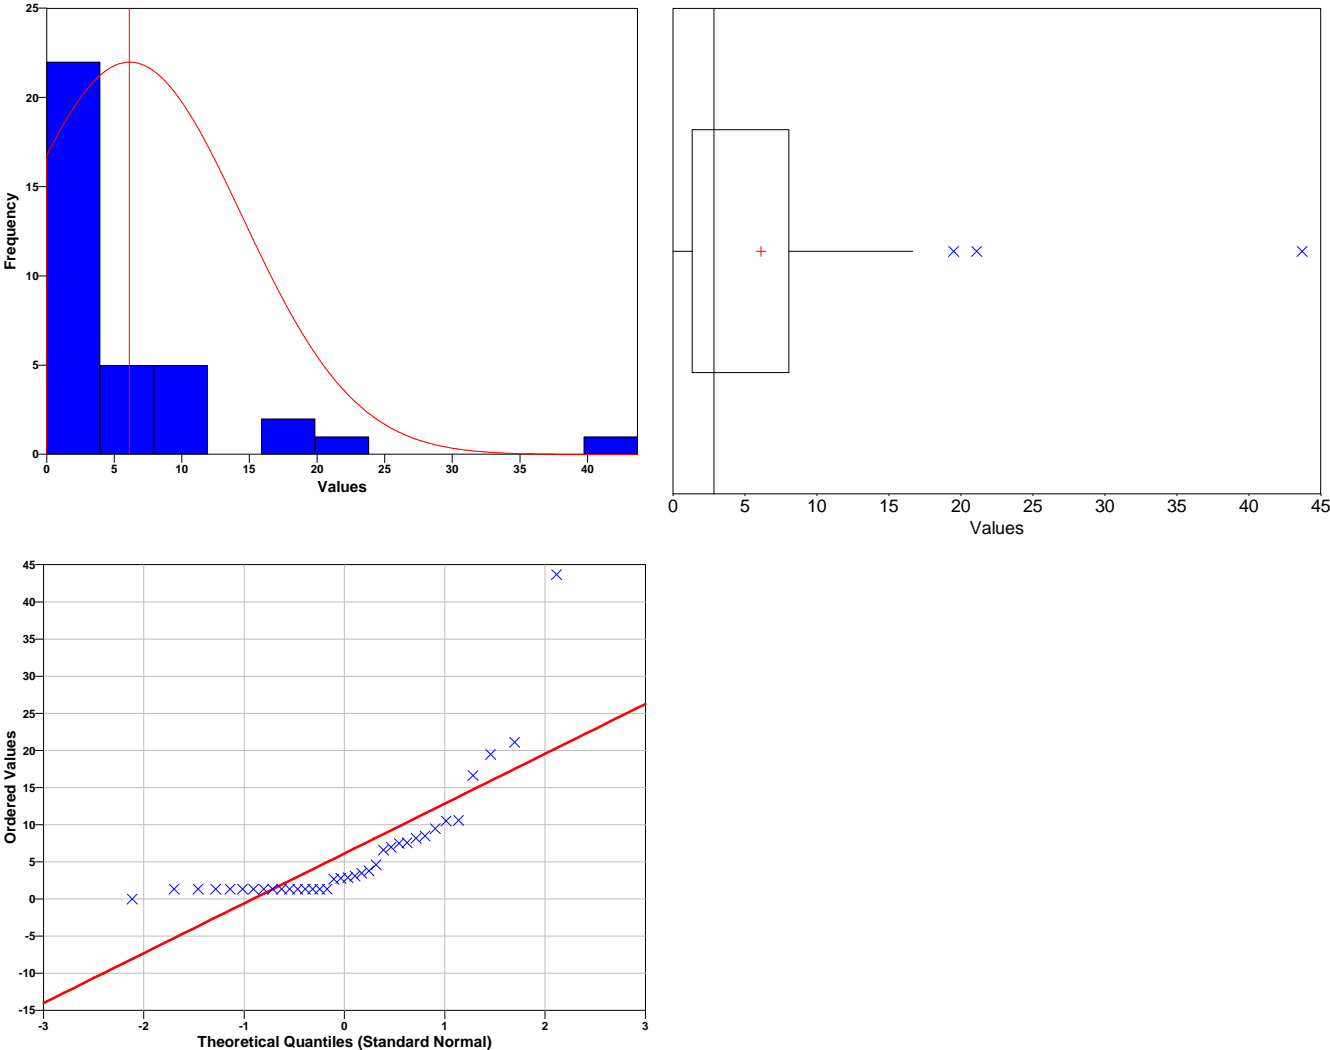 25
20
15
10
5
0
Frequency
0 5 10 15 20 25 30 35 40
Values
0 5 10 15 20 25 30 35 40 45
Values
45
40
35
30
25
20
15
10
5
0
-5
-10
-15
Ordered Values
-3 -2 -1 0 1 2 3
Theoretical Quantiles (Standard Normal)